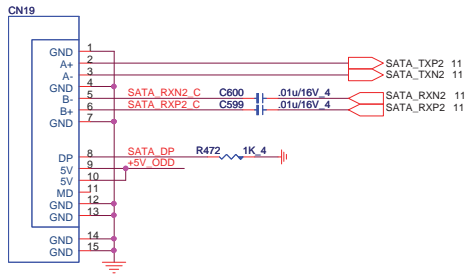 CN19
GND 1
A+ 2 SATA_TXP2 11
A- 3 SATA_TXN2 11
GND 4
B- 5 SATA_RXN2_C C600 .01u/16V_4 SATA_RXN2 11
B+ 6 SATA_RXP2_C C599 .01u/16V_4 SATA_RXP2 11
GND 7
DP 8 SATA_DP R472 1K_4
5V 9 +5V_ODD
5V 10
MD 11
GND 12
GND 13
GND 14
GND 15